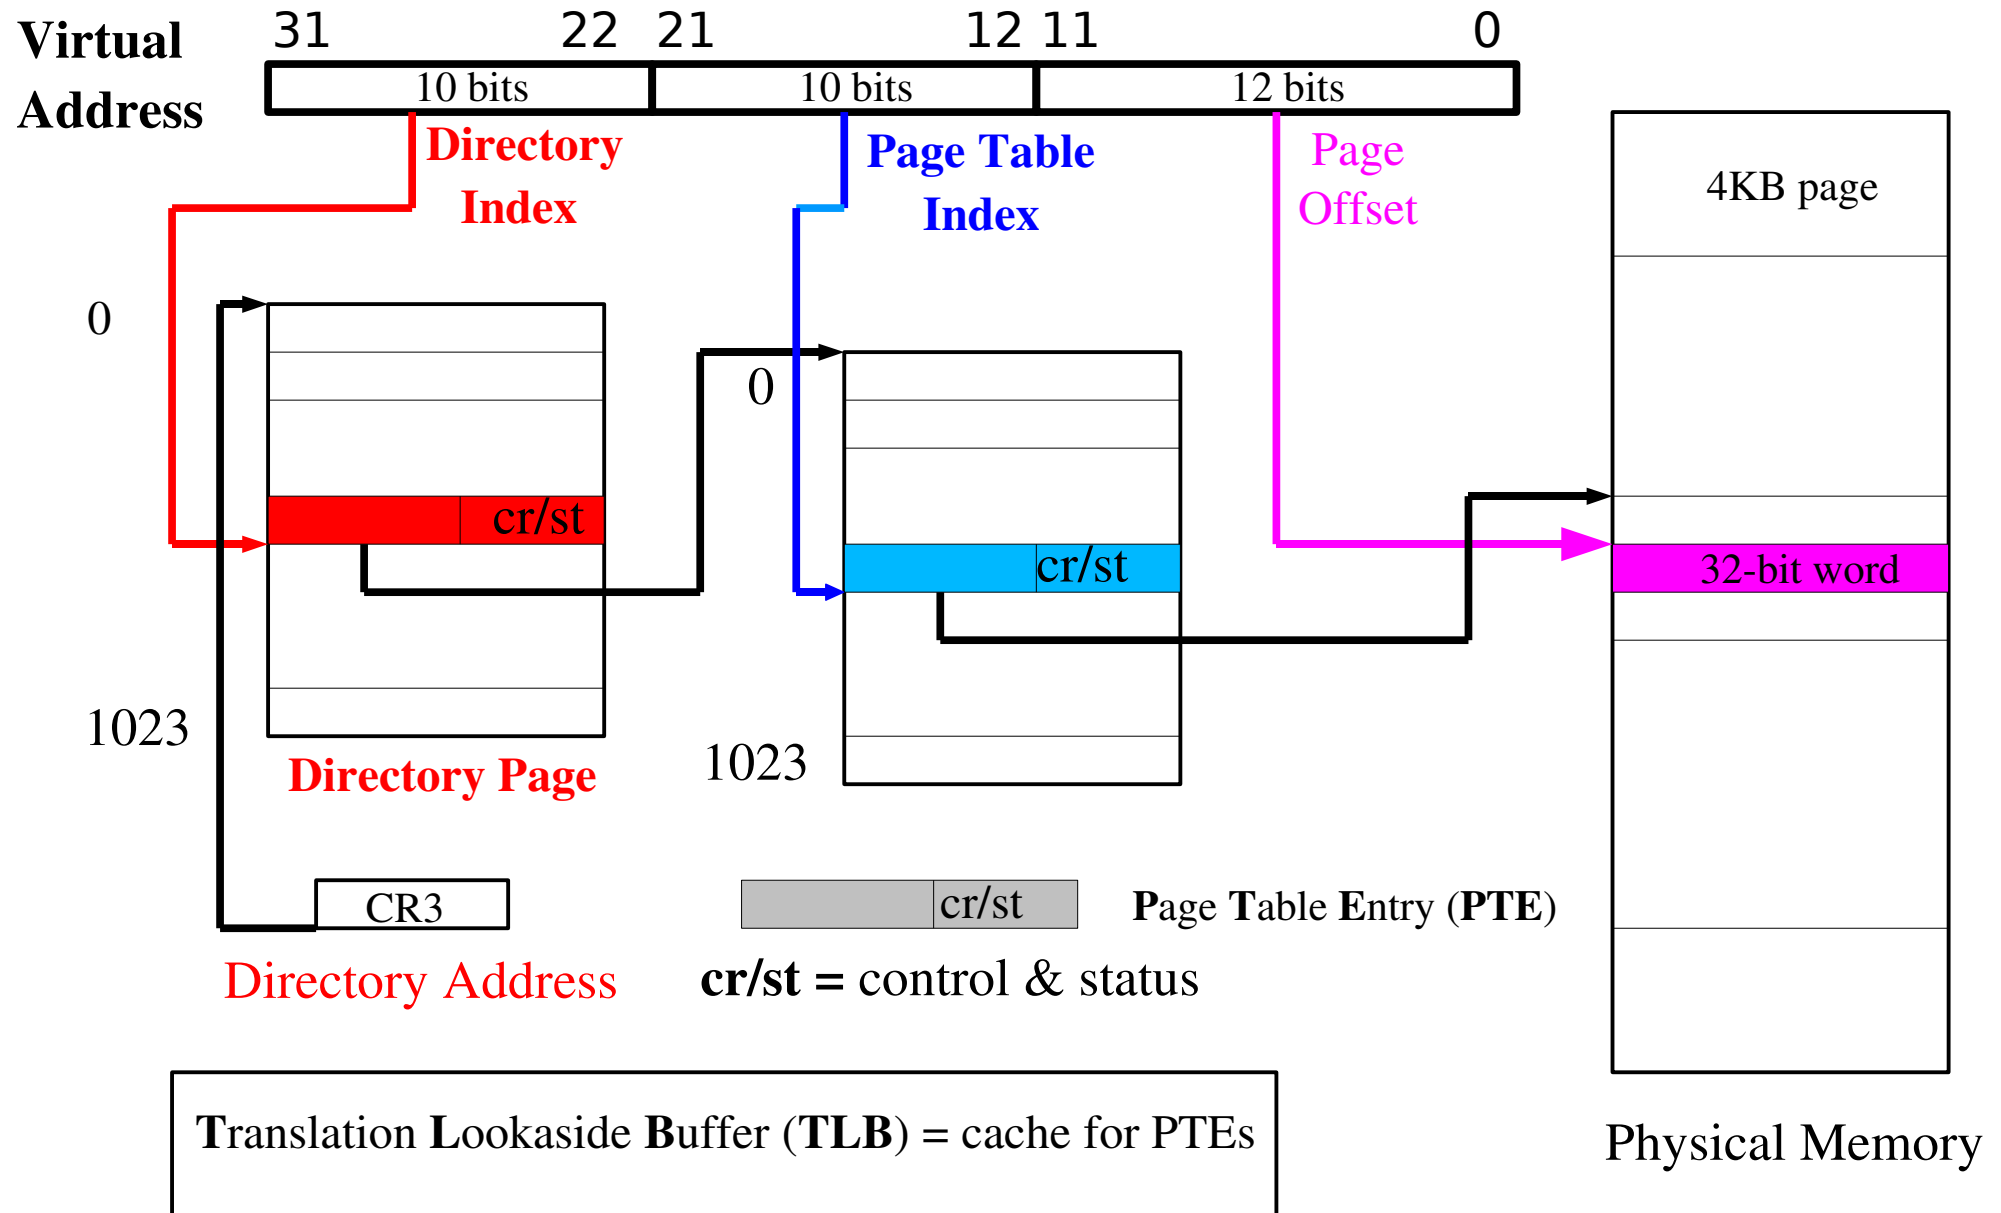 Virtual
Address
31 22 21 12 11 0
10 bits 10 bits 12 bits
Directory
Index
Page Table
Index
Page
Offset
4KB page
0
0
cr/st
cr/st
32-bit word
1023
1023
Directory Page
CR3
cr/st
Page Table Entry (PTE)
Directory Address
cr/st = control & status
Translation Lookaside Buffer (TLB) = cache for PTEs
Physical Memory